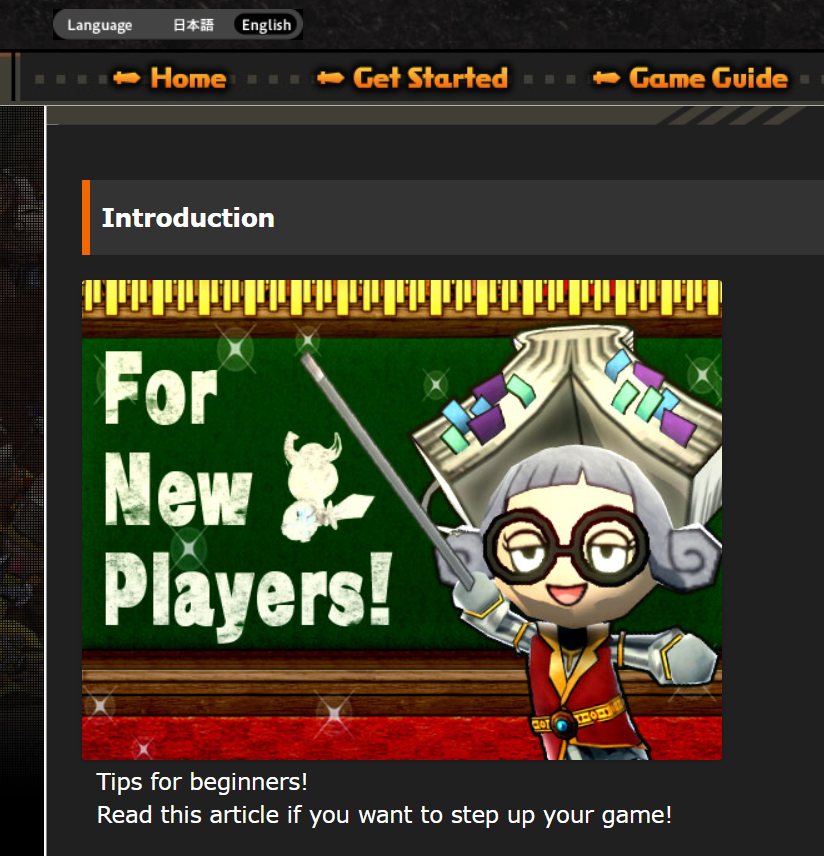 Language 日本語 English
Home Get Started Game Guide
Introduction
For
New
Players!
Tips for beginners!
Read this article if you want to step up your game!